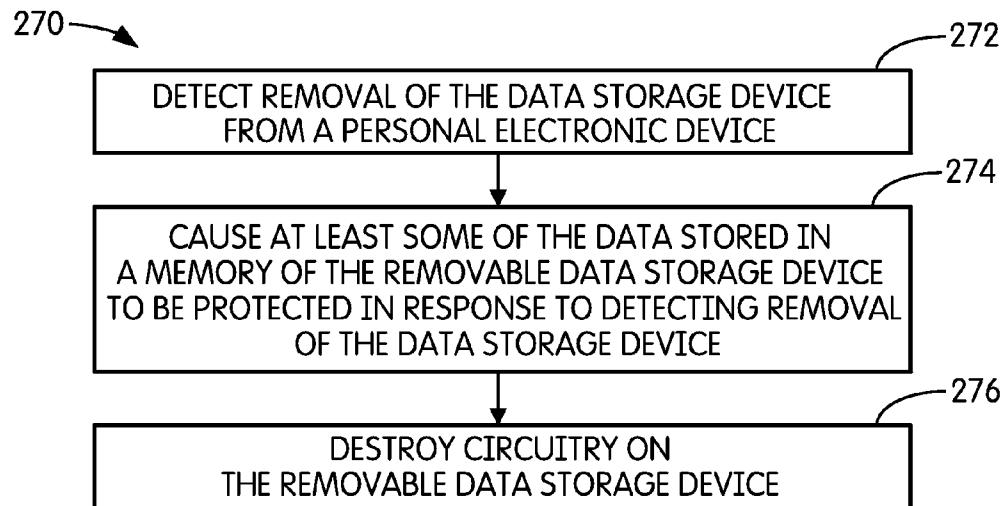 270
272
DETECT REMOVAL OF THE DATA STORAGE DEVICE
FROM A PERSONAL ELECTRONIC DEVICE
274
CAUSE AT LEAST SOME OF THE DATA STORED IN
A MEMORY OF THE REMOVABLE DATA STORAGE DEVICE
TO BE PROTECTED IN RESPONSE TO DETECTING REMOVAL
OF THE DATA STORAGE DEVICE
276
DESTROY CIRCUITRY ON
THE REMOVABLE DATA STORAGE DEVICE